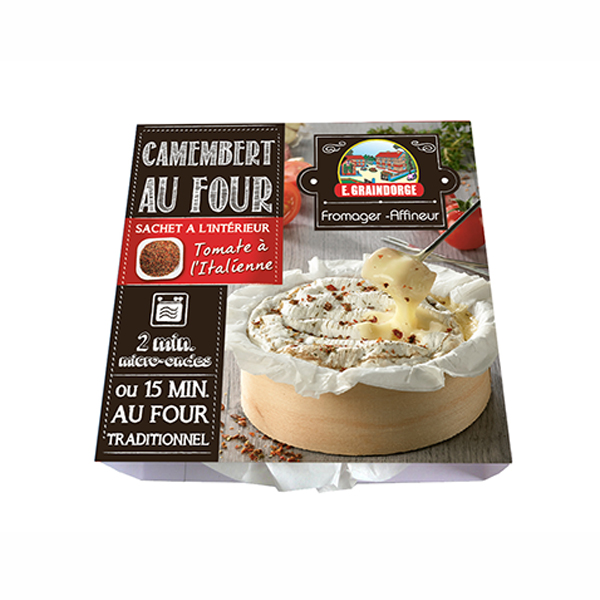 CAMEMBERT
AU FOUR
SACHET A L'INTÉRIEUR
Tomate à
l'Italienne
2 min.
micro-ondes
OU 15 MIN.
AU FOUR
TRADITIONNEL
E. GRAINDORGE
Fromager - Affineur